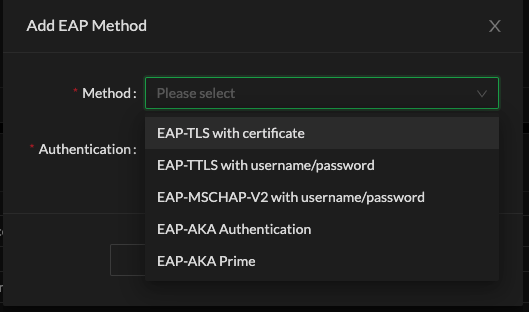 Add EAP Method
* Method :
Please select
EAP-TLS with certificate
* Authentication :
EAP-TTLS with username/password
EAP-MSCHAP-V2 with username/password
EAP-AKA Authentication
EAP-AKA Prime